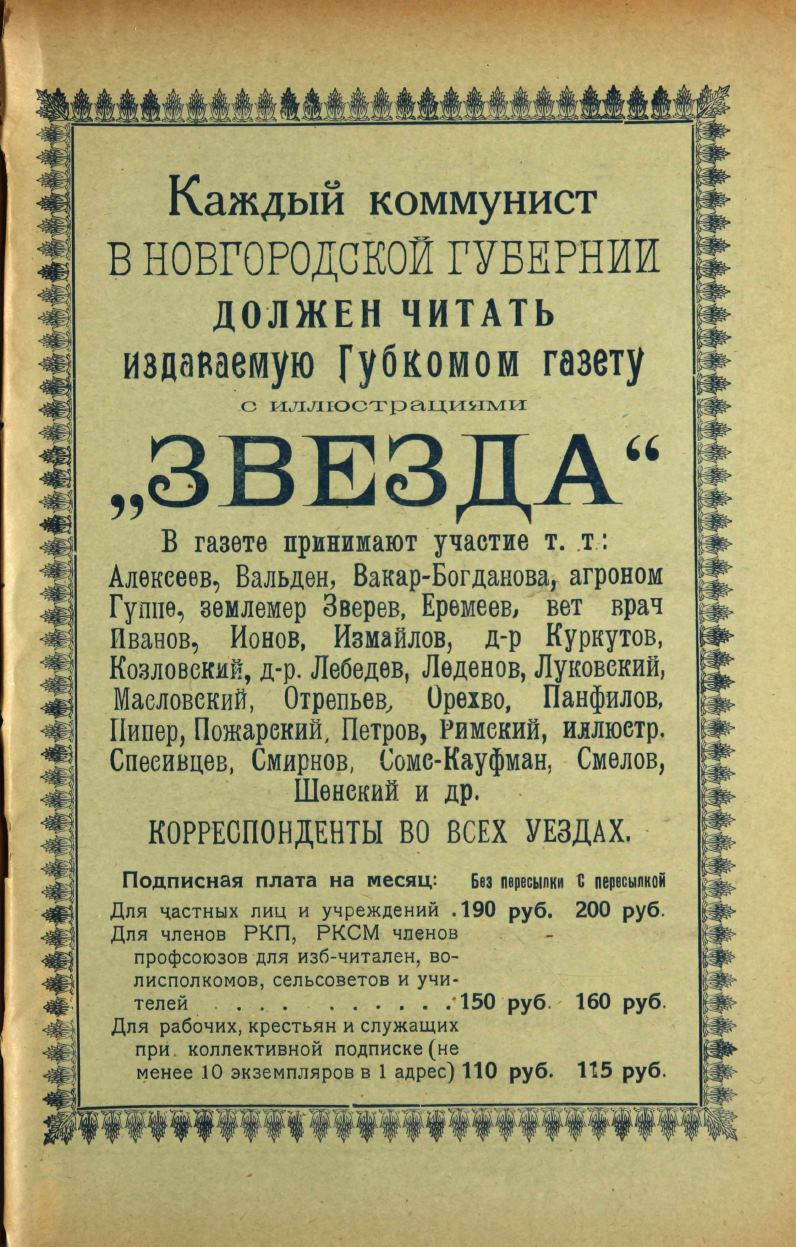 Каждый коммунист
В НОВГОРОДСКОЙ ГУБЕРНИИ
ДОЛЖЕН ЧИТАТЬ
издаваемую Губкомом газету
с иллюстрациями
„ЗВЕЗДА“
В газете принимают участие т. т.:
Алексеев, Вальден, Вакар-Богданова, агроном
Гуппе, землемер Зверев, Еремеев, вет врач
Иванов, Ионов, Измайлов, д-р Куркутов,
Козловский, д-р. Лебедев, Леденов, Луковский,
Масловский, Отрепьев, Орехво, Панфилов,
Пипер, Пожарский, Петров, Римский, иллюстр.
Спесивцев, Смирнов, Сомс-Кауфман, Смелов,
Шенский и др.
КОРРЕСПОНДЕНТЫ ВО ВСЕХ УЕЗДАХ.
Подписная плата на месяц: Без пересылки С пересылкой
Для частных лиц и учреждений . 190 руб. 200 руб.
Для членов РКП, РКСМ членов
профсоюзов для изб-читален, во-
лисполкомов, сельсоветов и учи-
телей . . . . . . . . . . 150 руб. 160 руб.
Для рабочих, крестьян и служащих
при коллективной подписке (не
менее 10 экземпляров в 1 адрес) 110 руб. 115 руб.